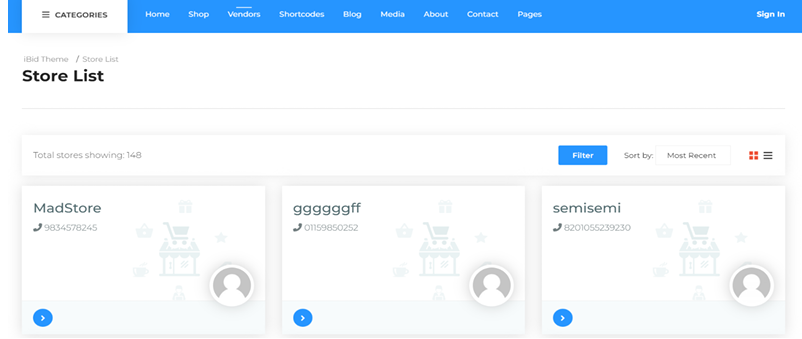 CATEGORIES Home Shop Vendors Shortcodes Blog Media About Contact Pages Sign In
iBid Theme / Store List
Store List
Total stores showing: 148 Filter Sort by: Most Recent
MadStore ggggggff semisemi
9834578245 01159850252 8201055239230